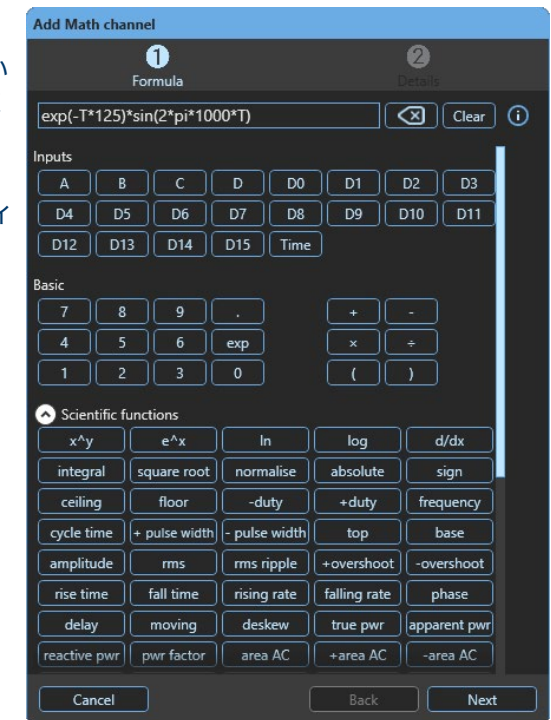 い
イ
Add Math channel
1 2
Formula Details
exp(-T*125)*sin(2*pi*1000*T) Clear i
Inputs
A B C D D0 D1 D2 D3
D4 D5 D6 D7 D8 D9 D10 D11
D12 D13 D14 D15 Time
Basic
7 8 9 . + -
4 5 6 exp × ÷
1 2 3 0 ( )
Scientific functions
x^y e^x ln log d/dx
integral square root normalise absolute sign
ceiling floor -duty +duty frequency
cycle time + pulse width - pulse width top base
amplitude rms rms ripple +overshoot -overshoot
rise time fall time rising rate falling rate phase
delay moving deskew true pwr apparent pwr
reactive pwr pwr factor area AC +area AC -area AC
Cancel Back Next